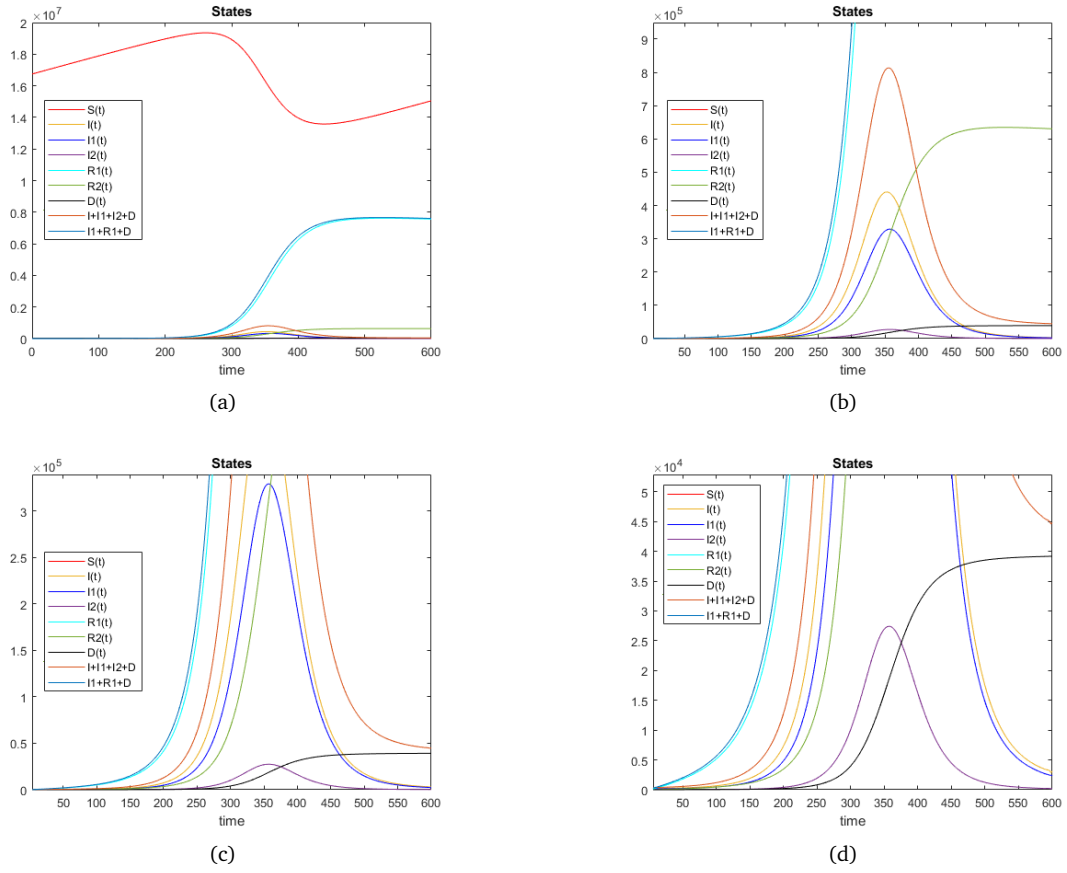 States
×10^7
2
1.8
1.6
1.4
1.2
1
0.8
0.6
0.4
0.2
0
S(t)
I(t)
I1(t)
I2(t)
R1(t)
R2(t)
D(t)
I+I1+I2+D
I1+R1+D
0 100 200 300 400 500 600
time
(a)
States
×10^5
9
8
7
6
5
4
3
2
1
0
S(t)
I(t)
I1(t)
I2(t)
R1(t)
R2(t)
D(t)
I+I1+I2+D
I1+R1+D
50 100 150 200 250 300 350 400 450 500 550 600
time
(b)
States
×10^5
3
2.5
2
1.5
1
0.5
0
S(t)
I(t)
I1(t)
I2(t)
R1(t)
R2(t)
D(t)
I+I1+I2+D
I1+R1+D
50 100 150 200 250 300 350 400 450 500 550 600
time
(c)
States
×10^4
5
4.5
4
3.5
3
2.5
2
1.5
1
0.5
0
S(t)
I(t)
I1(t)
I2(t)
R1(t)
R2(t)
D(t)
I+I1+I2+D
I1+R1+D
50 100 150 200 250 300 350 400 450 500 550 600
time
(d)